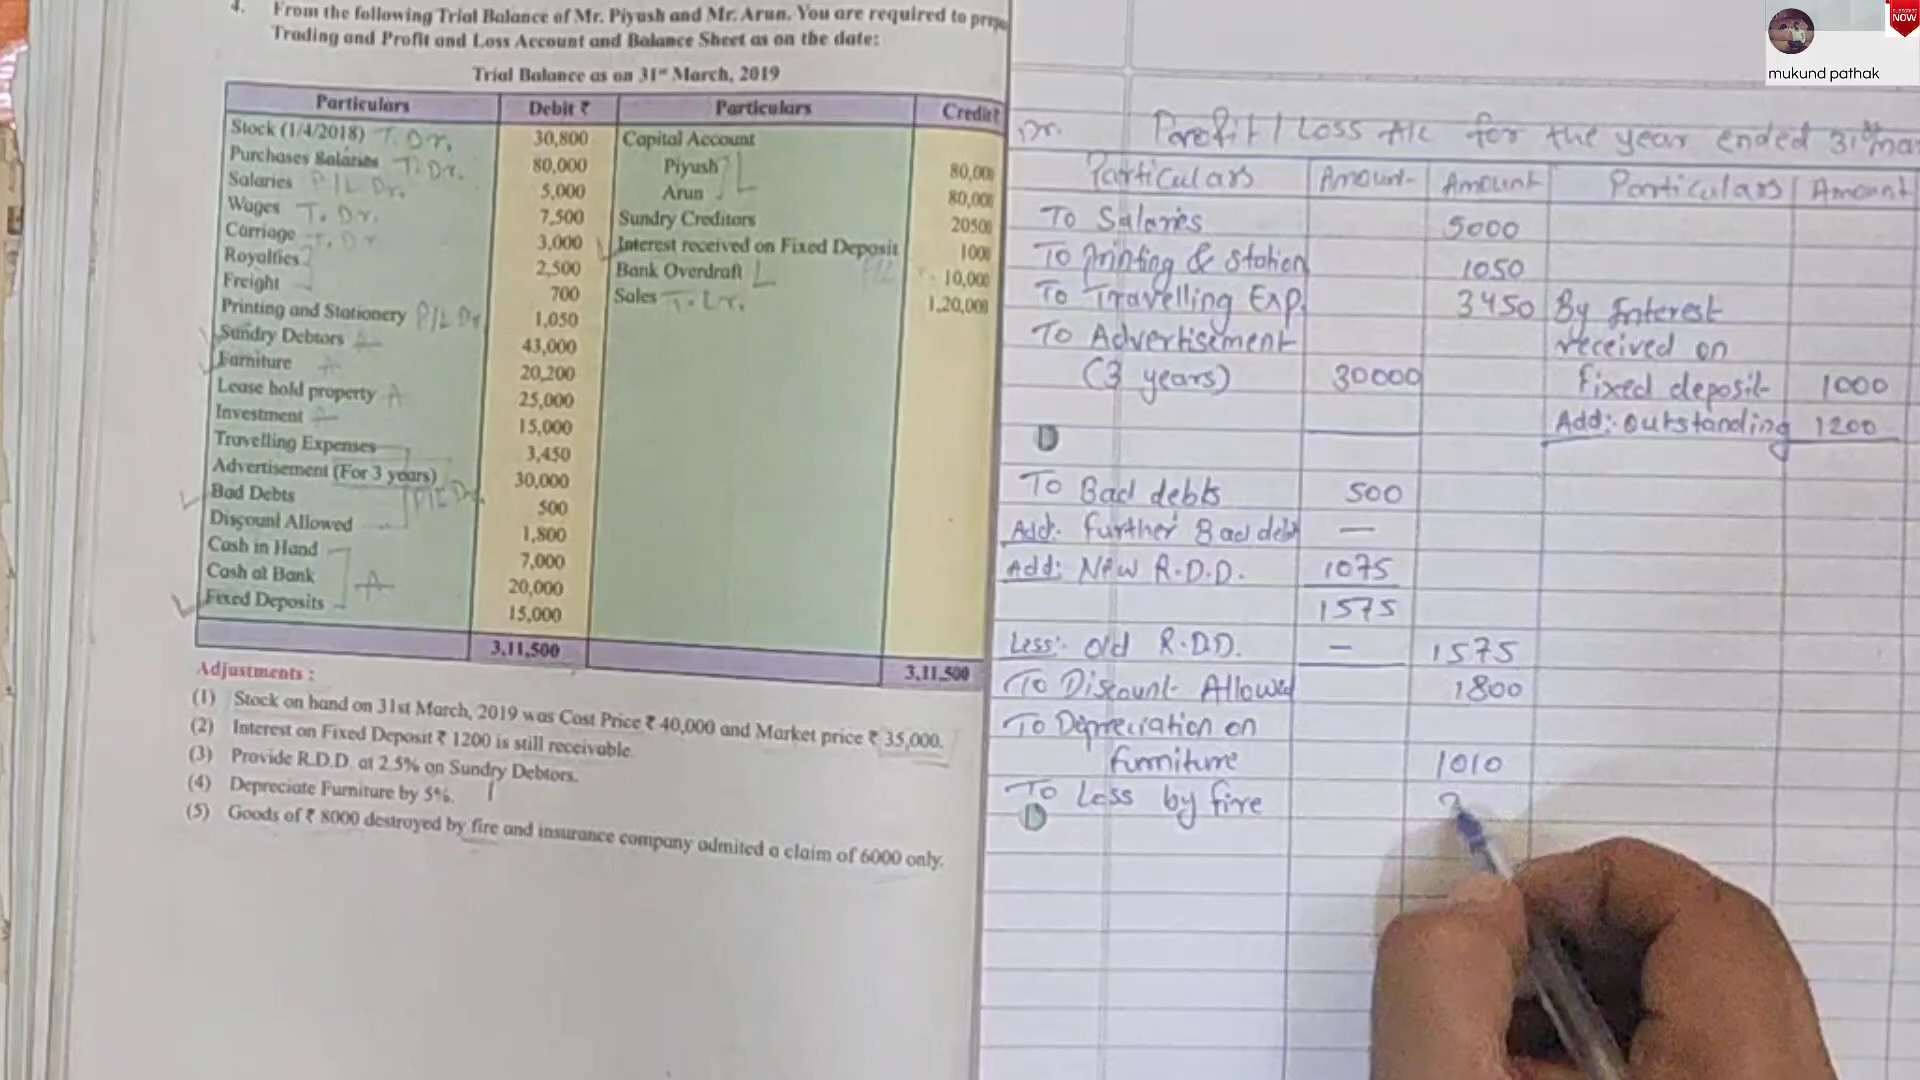 4. From the following Trial Balance of Mr. Piyush and Mr. Arun. You are required to
Trading and Profit and Loss Account and Balance Sheet as on the date:
Trial Balance as on 31st March, 2019
Particulars Debit ₹ Particulars Credit ₹
Stock (1/4/2018) T. Dr. 30,800 Capital Account
Purchases Salaries T. Dr. 80,000 Piyush 80,000
Salaries P/L Dr. 5,000 Arun L 80,000
Wages T. Dr. 7,500 Sundry Creditors 20500
Carriage T. Dr 3,000 Interest received on Fixed Deposit 1000
Royalties 2,500 Bank Overdraft L 10,000
Freight 700 Sales T. Cr. 1,20,000
Printing and Stationery P/L Dr 1,050
Sundry Debtors A 43,000
Furniture A 20,200
Lease hold property A 25,000
Investment A 15,000
Travelling Expenses 3,450
Advertisement (For 3 years) 30,000
Bad Debts P/L Dr. 500
Discount Allowed 1,800
Cash in Hand 7,000
Cash at Bank A 20,000
Fixed Deposits 15,000
3,11,500 3,11,500
Adjustments :
(1) Stock on hand on 31st March, 2019 was Cost Price ₹ 40,000 and Market price ₹ 35,000.
(2) Interest on Fixed Deposit ₹ 1200 is still receivable.
(3) Provide R.D.D. at 2.5% on Sundry Debtors.
(4) Depreciate Furniture by 5%.
(5) Goods of ₹ 8000 destroyed by fire and insurance company admited a claim of 6000 only.
Dr. Profit / Loss A/c for the year ended 31st
Particulars Amount Amount Particulars Amount
To Salaries 5000
To Printing & Station 1050
To Travelling Exp. 3450 By Interest
To Advertisement received on
(3 years) 30000 Fixed deposit 1000
Add:- outstanding 1200
To Bad debts 500
Add:- further Bad debt —
Add: New R.D.D. 1075
1575
Less:- Old R.D.D. — 1575
To Discount Allowed 1800
To Depreciation on
furniture 1010
To Loss by fire
mukund pathak
SUBSCRIBE
NOW